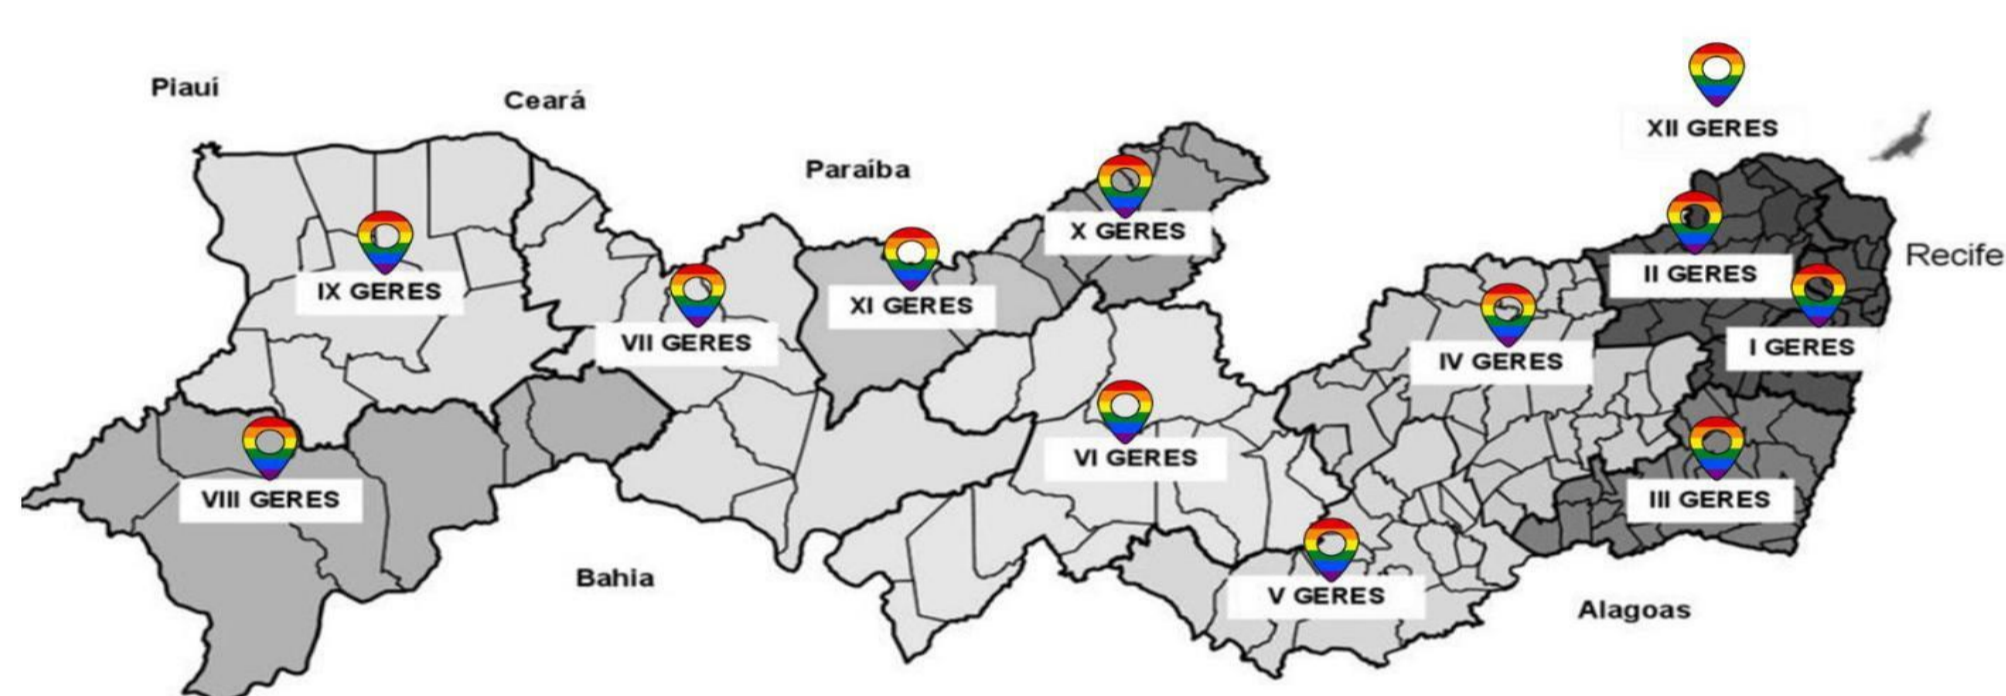 Piauí
Ceará
XII GERES
Paraíba
X GERES
Recife
II GERES
IX GERES
XI GERES
VII GERES
I GERES
IV GERES
VI GERES
VIII GERES
III GERES
Bahia
V GERES
Alagoas